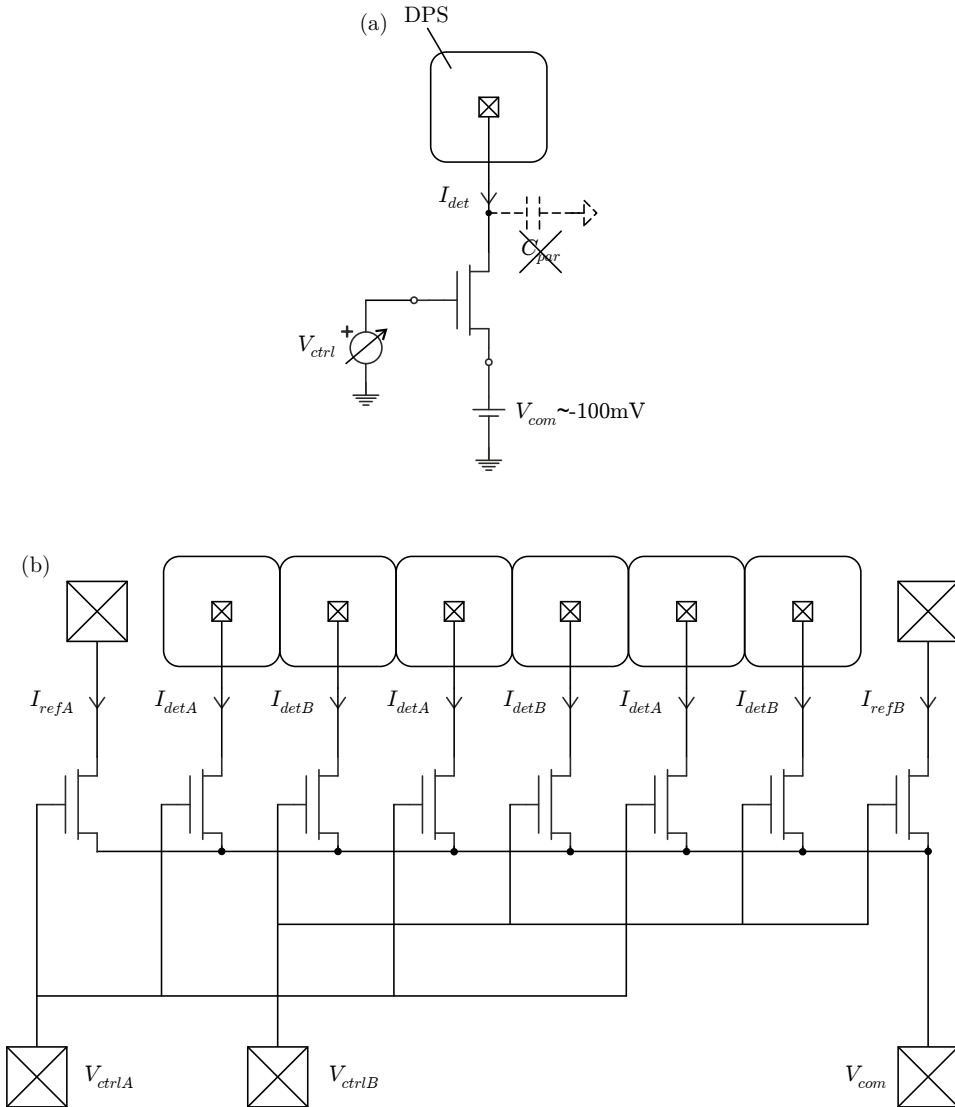 (a)
DPS
I_det
C_par
+
V_ctrl
V_com~-100mV
(b)
I_refA I_detA I_detB I_detA I_detB I_detA I_detB I_refB
V_ctrlA V_ctrlB V_com